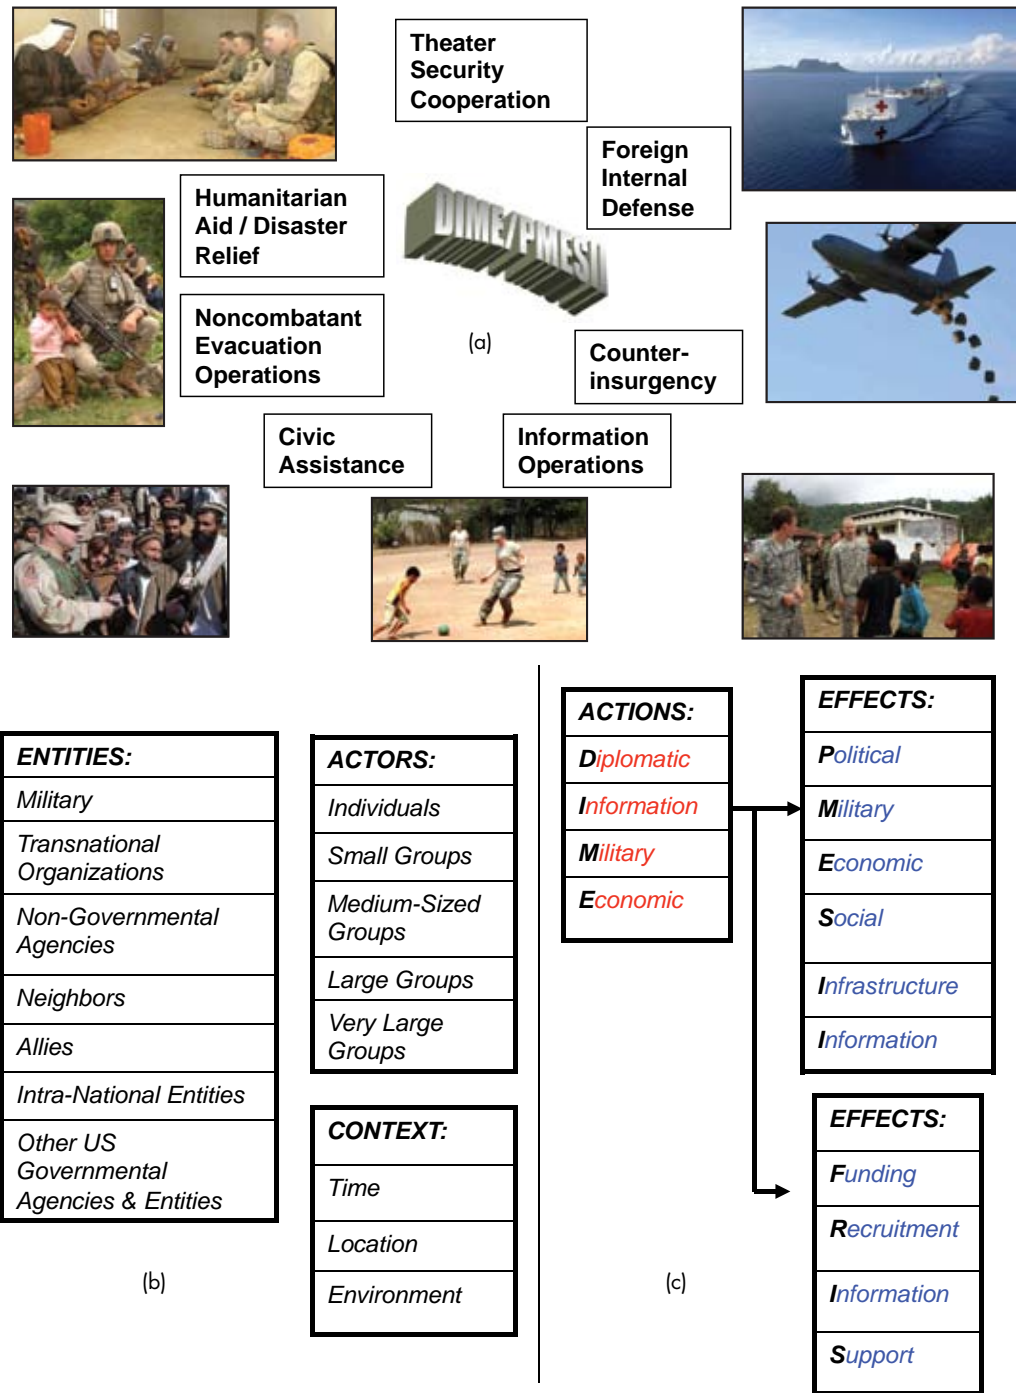 Theater
Security
Cooperation
Foreign
Internal
Defense
Humanitarian
Aid / Disaster
Relief
DIME/PMESII
Noncombatant
Evacuation
Operations
(a)
Counter-
insurgency
Civic
Assistance
Information
Operations
ENTITIES:
Military
Transnational
Organizations
Non-Governmental
Agencies
Neighbors
Allies
Intra-National Entities
Other US
Governmental
Agencies & Entities
(b)
ACTORS:
Individuals
Small Groups
Medium-Sized
Groups
Large Groups
Very Large
Groups
CONTEXT:
Time
Location
Environment
ACTIONS:
Diplomatic
Information
Military
Economic
(c)
EFFECTS:
Political
Military
Economic
Social
Infrastructure
Information
EFFECTS:
Funding
Recruitment
Information
Support